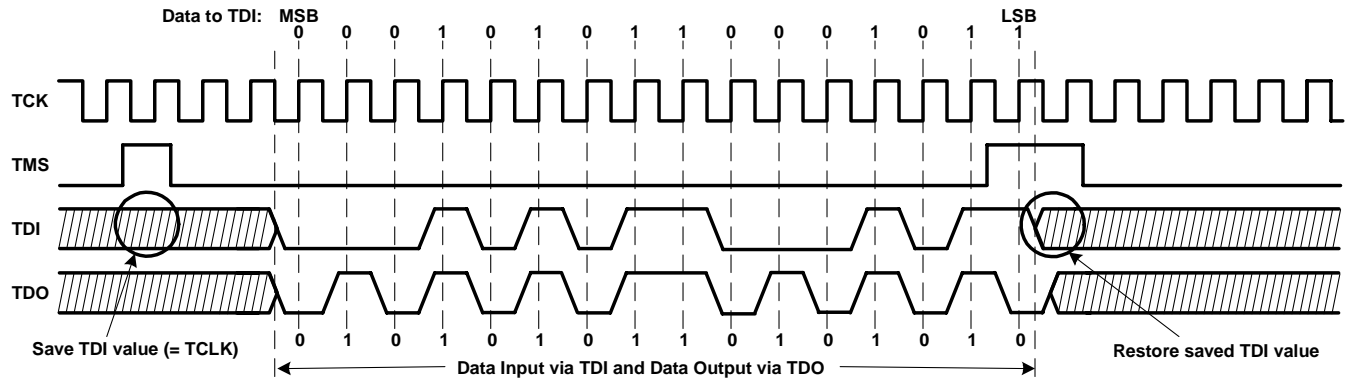 Data to TDI: MSB LSB
0 0 0 1 0 1 0 1 1 0 0 0 1 0 1 1
TCK
TMS
TDI
TDO
0 1 0 1 0 1 0 1 1 0 1 0 1 0 1 0
Save TDI value (= TCLK)
Restore saved TDI value
Data Input via TDI and Data Output via TDO